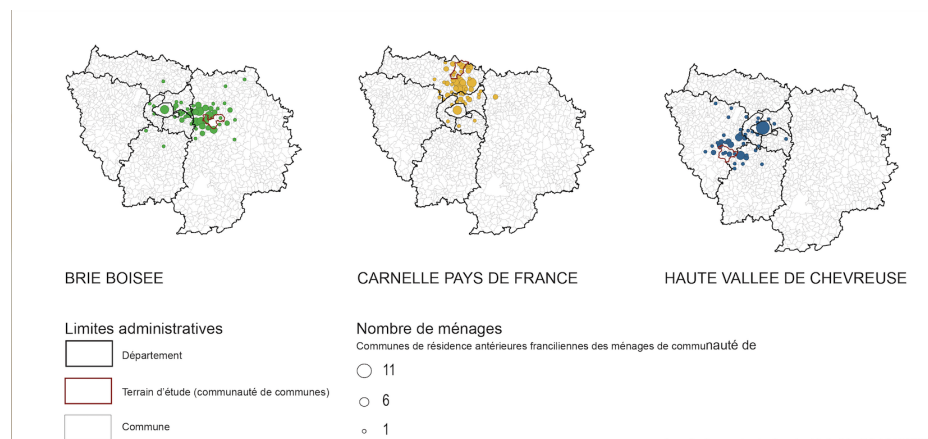 BRIE BOISEE
CARNELLE PAYS DE FRANCE
HAUTE VALLEE DE CHEVREUSE
Limites administratives
Département
Terrain d'étude (communauté de communes)
Commune
Nombre de ménages
Communes de résidence antérieures franciliennes des ménages de communauté de
11
6
1